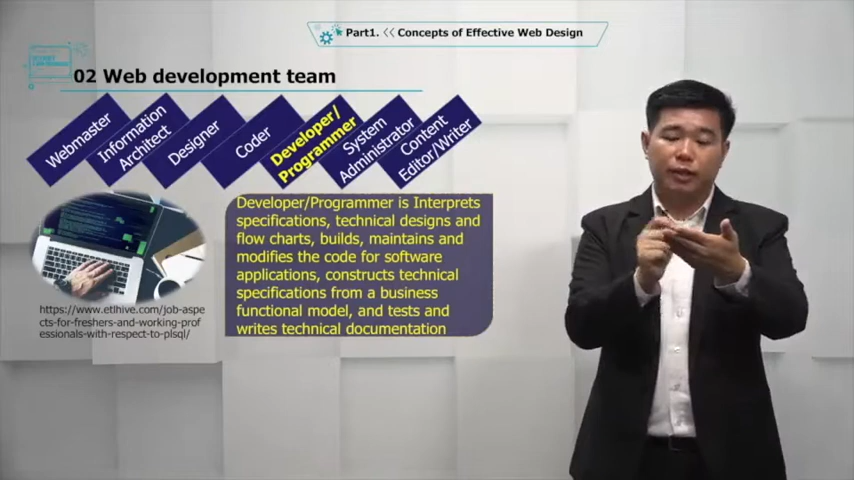 Part1. << Concepts of Effective Web Design
02 Web development team
Webmaster
Information
Architect
Designer
Coder
Developer/
Programmer
System
Administrator
Content
Editor/Writer
Developer/Programmer is Interprets
specifications, technical designs and
flow charts, builds, maintains and
modifies the code for software
applications, constructs technical
specifications from a business
functional model, and tests and
writes technical documentation
https://www.etlhive.com/job-aspe
cts-for-freshers-and-working-prof
essionals-with-respect-to-plsql/